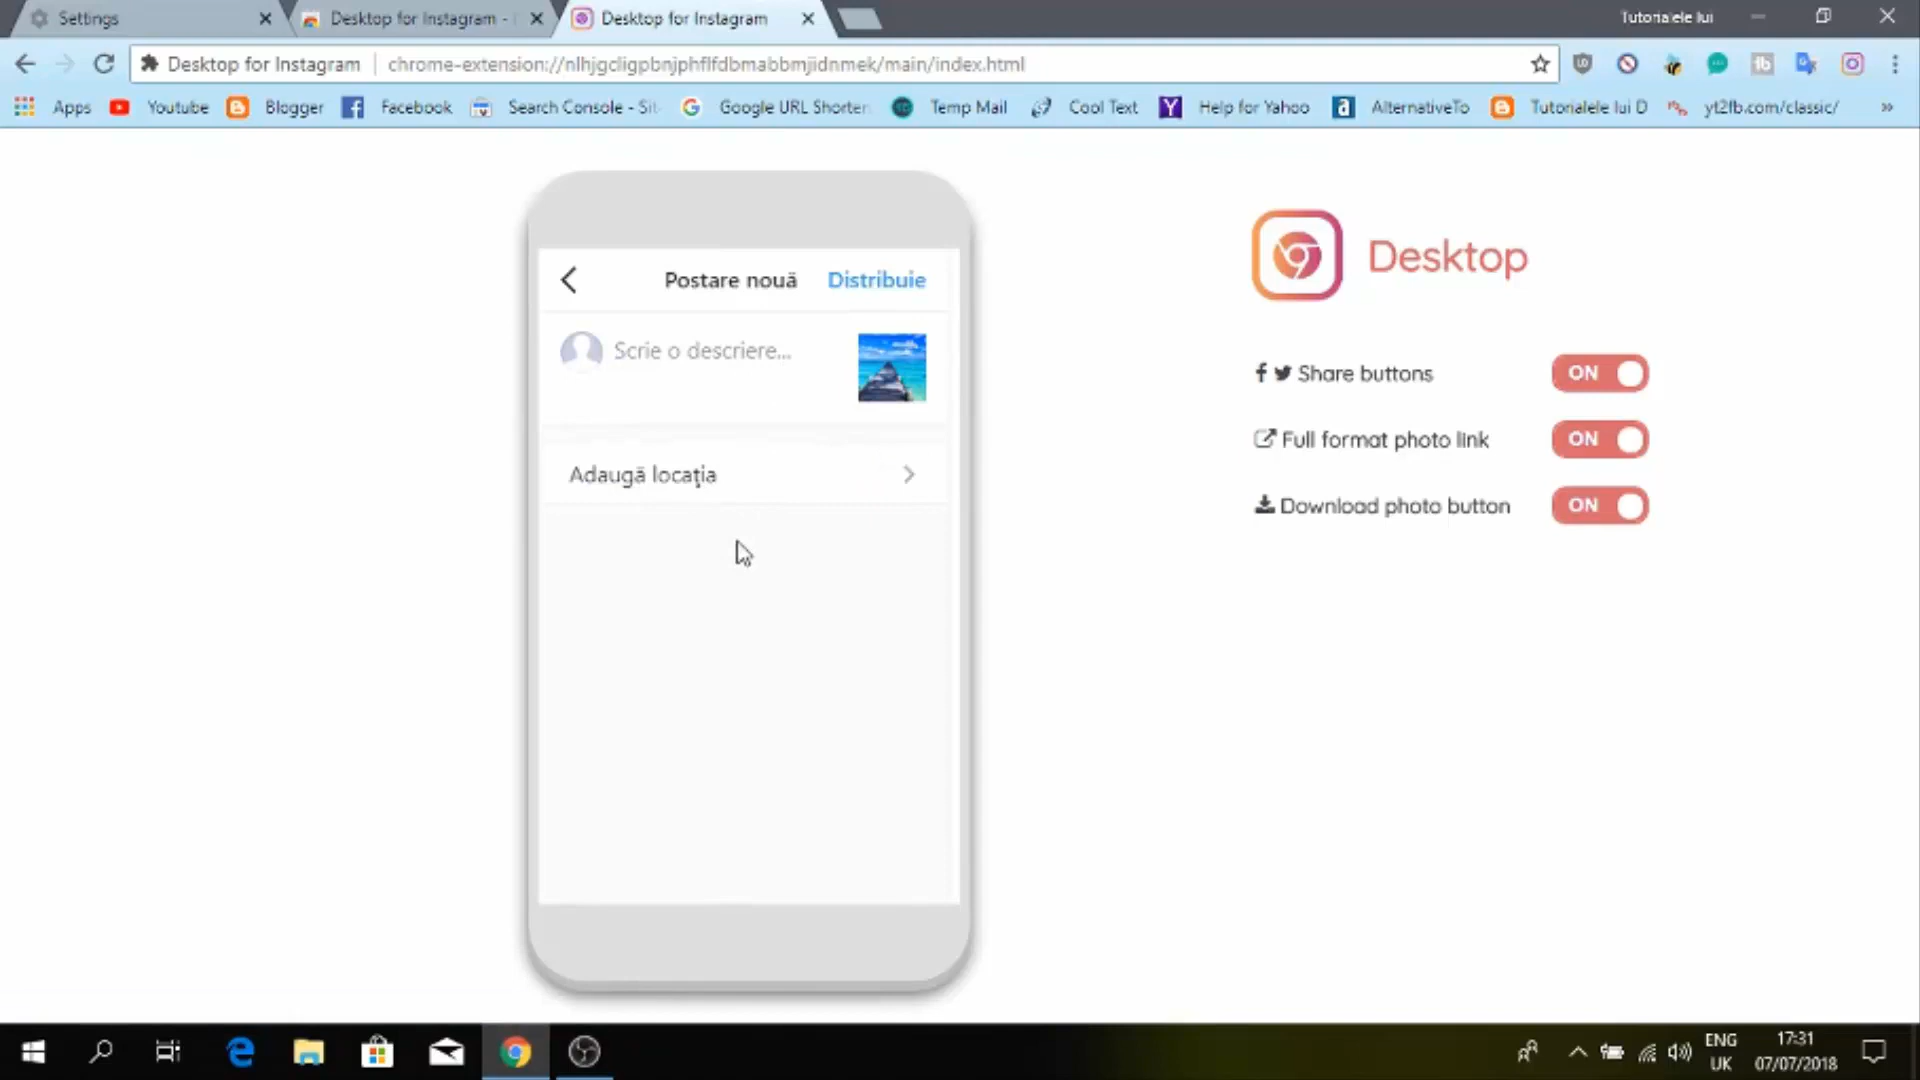 Settings
Desktop for Instagram -
Desktop for Instagram
Tutorialele lui
Desktop for Instagram
chrome-extension://nlhjgcligpbnjphflfdbmabbmjidnmek/main/index.html
Apps
Youtube
Blogger
Facebook
Search Console - Sit
Google URL Shorten
Temp Mail
Cool Text
Help for Yahoo
AlternativeTo
Tutorialele lui D
yt2fb.com/classic/
»
Postare nouă
Distribuie
Scrie o descriere...
Adaugă locaţia
Desktop
Share buttons
ON
Full format photo link
ON
Download photo button
ON
ENG
UK
17:31
07/07/2018